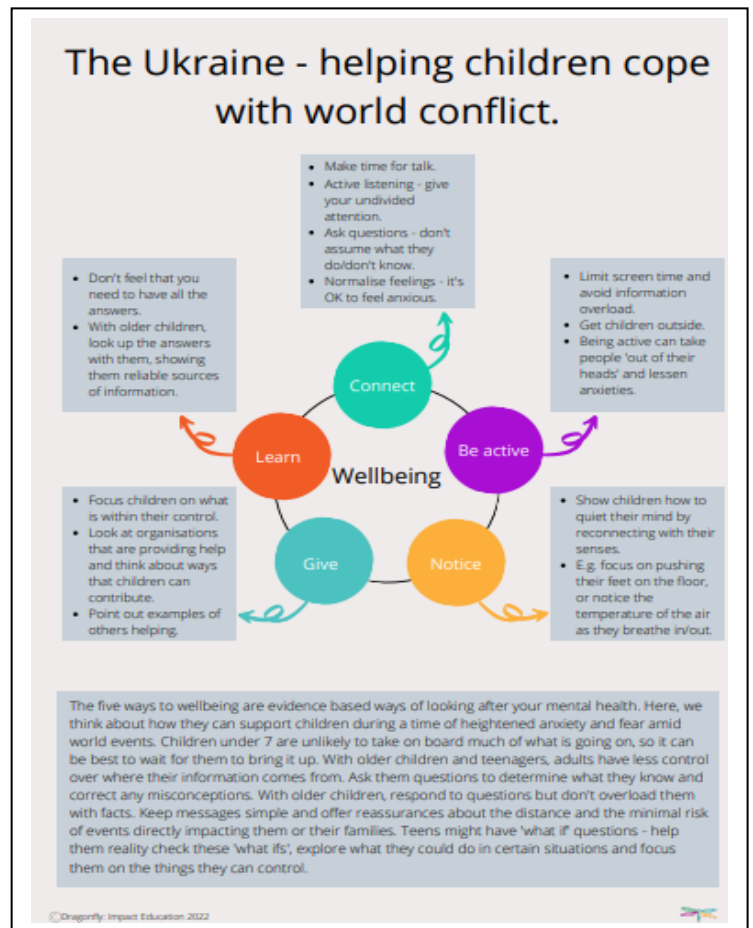 The Ukraine - helping children cope
with world conflict.
• Make time for talk.
• Active listening - give
your undivided
attention.
• Ask questions - don't
assume what they
do/don't know.
• Normalise feelings - it's
OK to feel anxious.
• Don't feel that you
need to have all the
answers.
• With older children,
look up the answers
with them, showing
them reliable sources
of information.
• Limit screen time and
avoid information
overload.
• Get children outside.
• Being active can take
people 'out of their
heads' and lessen
anxieties.
Connect
Learn
Be active
Wellbeing
Give
Notice
• Focus children on what
is within their control.
• Look at organisations
that are providing help
and think about ways
that children can
contribute.
• Point out examples of
others helping.
• Show children how to
quiet their mind by
reconnecting with their
senses.
• E.g. focus on pushing
their feet on the floor,
or notice the
temperature of the air
as they breathe in/out.
The five ways to wellbeing are evidence based ways of looking after your mental health. Here, we
think about how they can support children during a time of heightened anxiety and fear amid
world events. Children under 7 are unlikely to take on board much of what is going on, so it can
be best to wait for them to bring it up. With older children and teenagers, adults have less control
over where their information comes from. Ask them questions to determine what they know and
correct any misconceptions. With older children, respond to questions but don't overload them
with facts. Keep messages simple and offer reassurances about the distance and the minimal risk
of events directly impacting them or their families. Teens might have 'what if' questions - help
them reality check these 'what ifs', explore what they could do in certain situations and focus
them on the things they can control.
©Dragonfly: Impact Education 2022